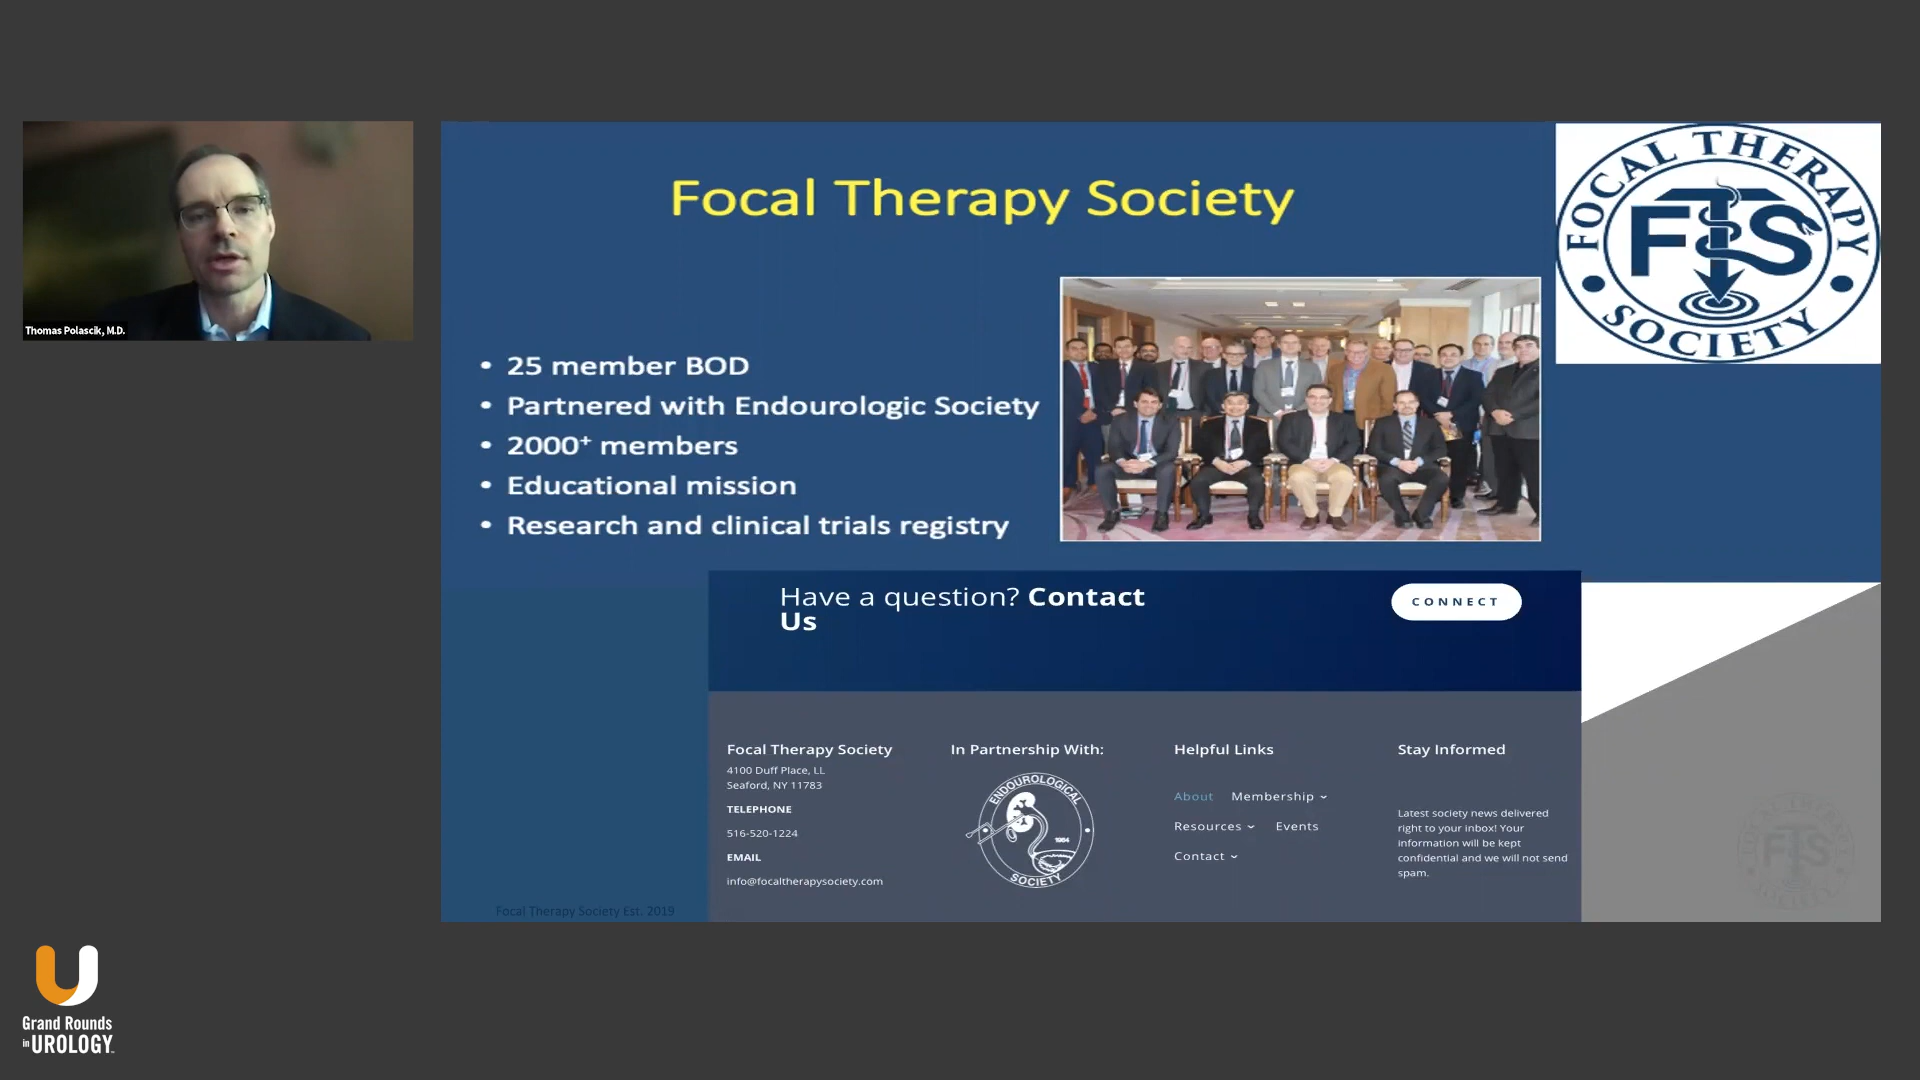 Thomas Polascik, M.D.
Focal Therapy Society
FOCAL THERAPY
FTS
SOCIETY
• 25 member BOD
• Partnered with Endourologic Society
• 2000⁺ members
• Educational mission
• Research and clinical trials registry
Have a question? Contact
Us
CONNECT
Focal Therapy Society
4100 Duff Place, LL
Seaford, NY 11783
TELEPHONE
516-520-1224
EMAIL
info@focaltherapysociety.com
In Partnership With:
ENDOUROLOGICAL
1984
SOCIETY
Helpful Links
About Membership
Resources Events
Contact
Stay Informed
Latest society news delivered
right to your inbox! Your
information will be kept
confidential and we will not send
spam.
FOCAL THERAPY
FTS
SOCIETY
Focal Therapy Society Est. 2019
Grand Rounds
in UROLOGY